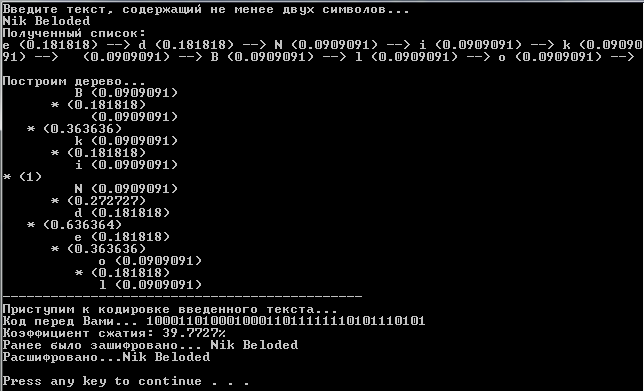 Введите текст, содержащий не менее двух символов...
Nik Beloded
Полученный список:
e (0.181818) --> d (0.181818) --> N (0.0909091) --> i (0.0909091) --> k (0.09090
91) -->   (0.0909091) --> B (0.0909091) --> l (0.0909091) --> o (0.0909091) -->
Построим дерево...
B (0.0909091)
* (0.181818)
(0.0909091)
* (0.363636)
k (0.0909091)
* (0.181818)
i (0.0909091)
* (1)
N (0.0909091)
* (0.272727)
d (0.181818)
* (0.636364)
e (0.181818)
* (0.363636)
o (0.0909091)
* (0.181818)
l (0.0909091)
------------------------------------------------
Приступим к кодировке введенного текста...
Код перед Вами... 10001101000100011011111110101110101
Коэффициент сжатия: 39.7727%
Ранее было зашифровано... Nik Beloded
Расшифровано...Nik Beloded
Press any key to continue . . .